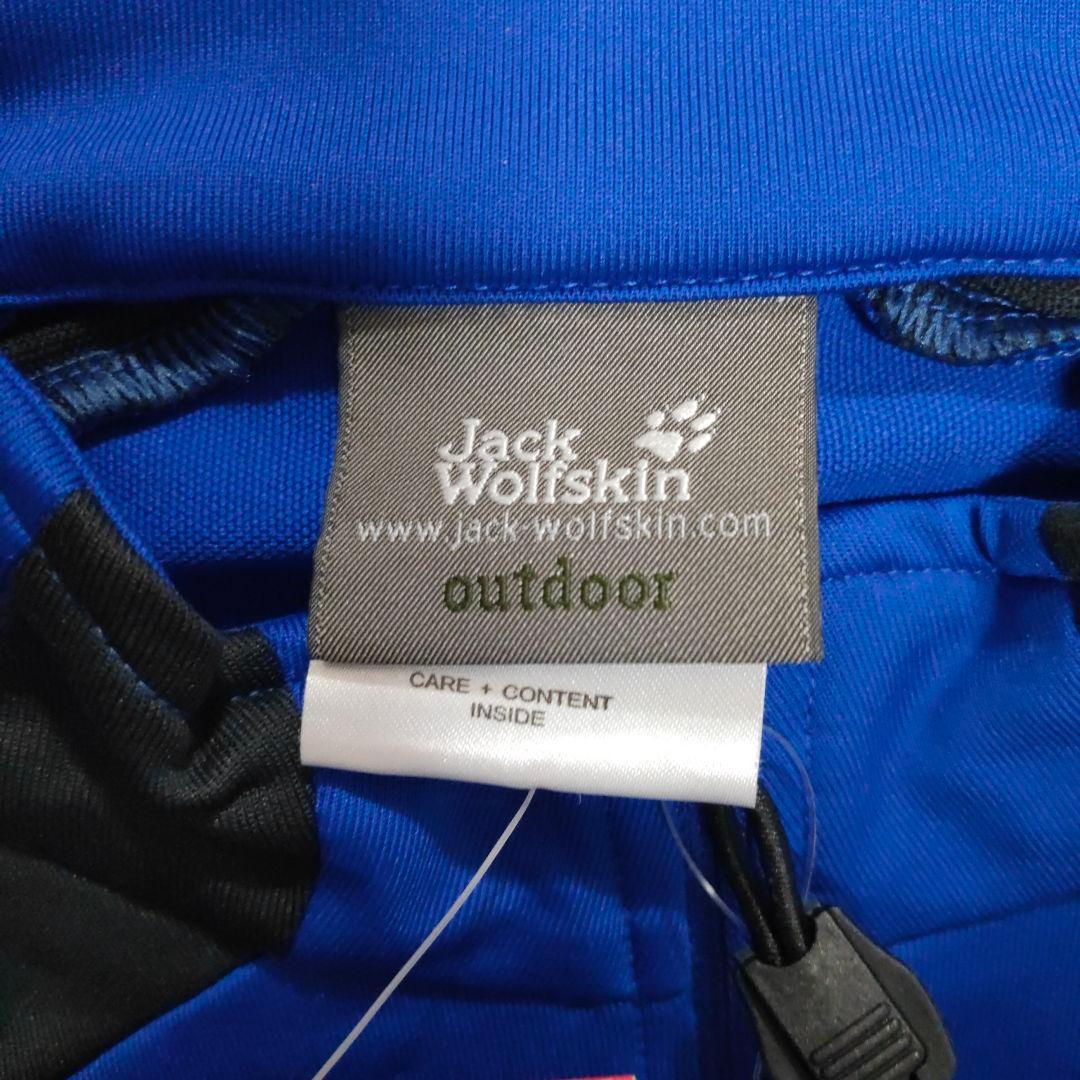 Jack
Wolfskin
www.jack-wolfskin.com
outdoor
CARE + CONTENT
INSIDE